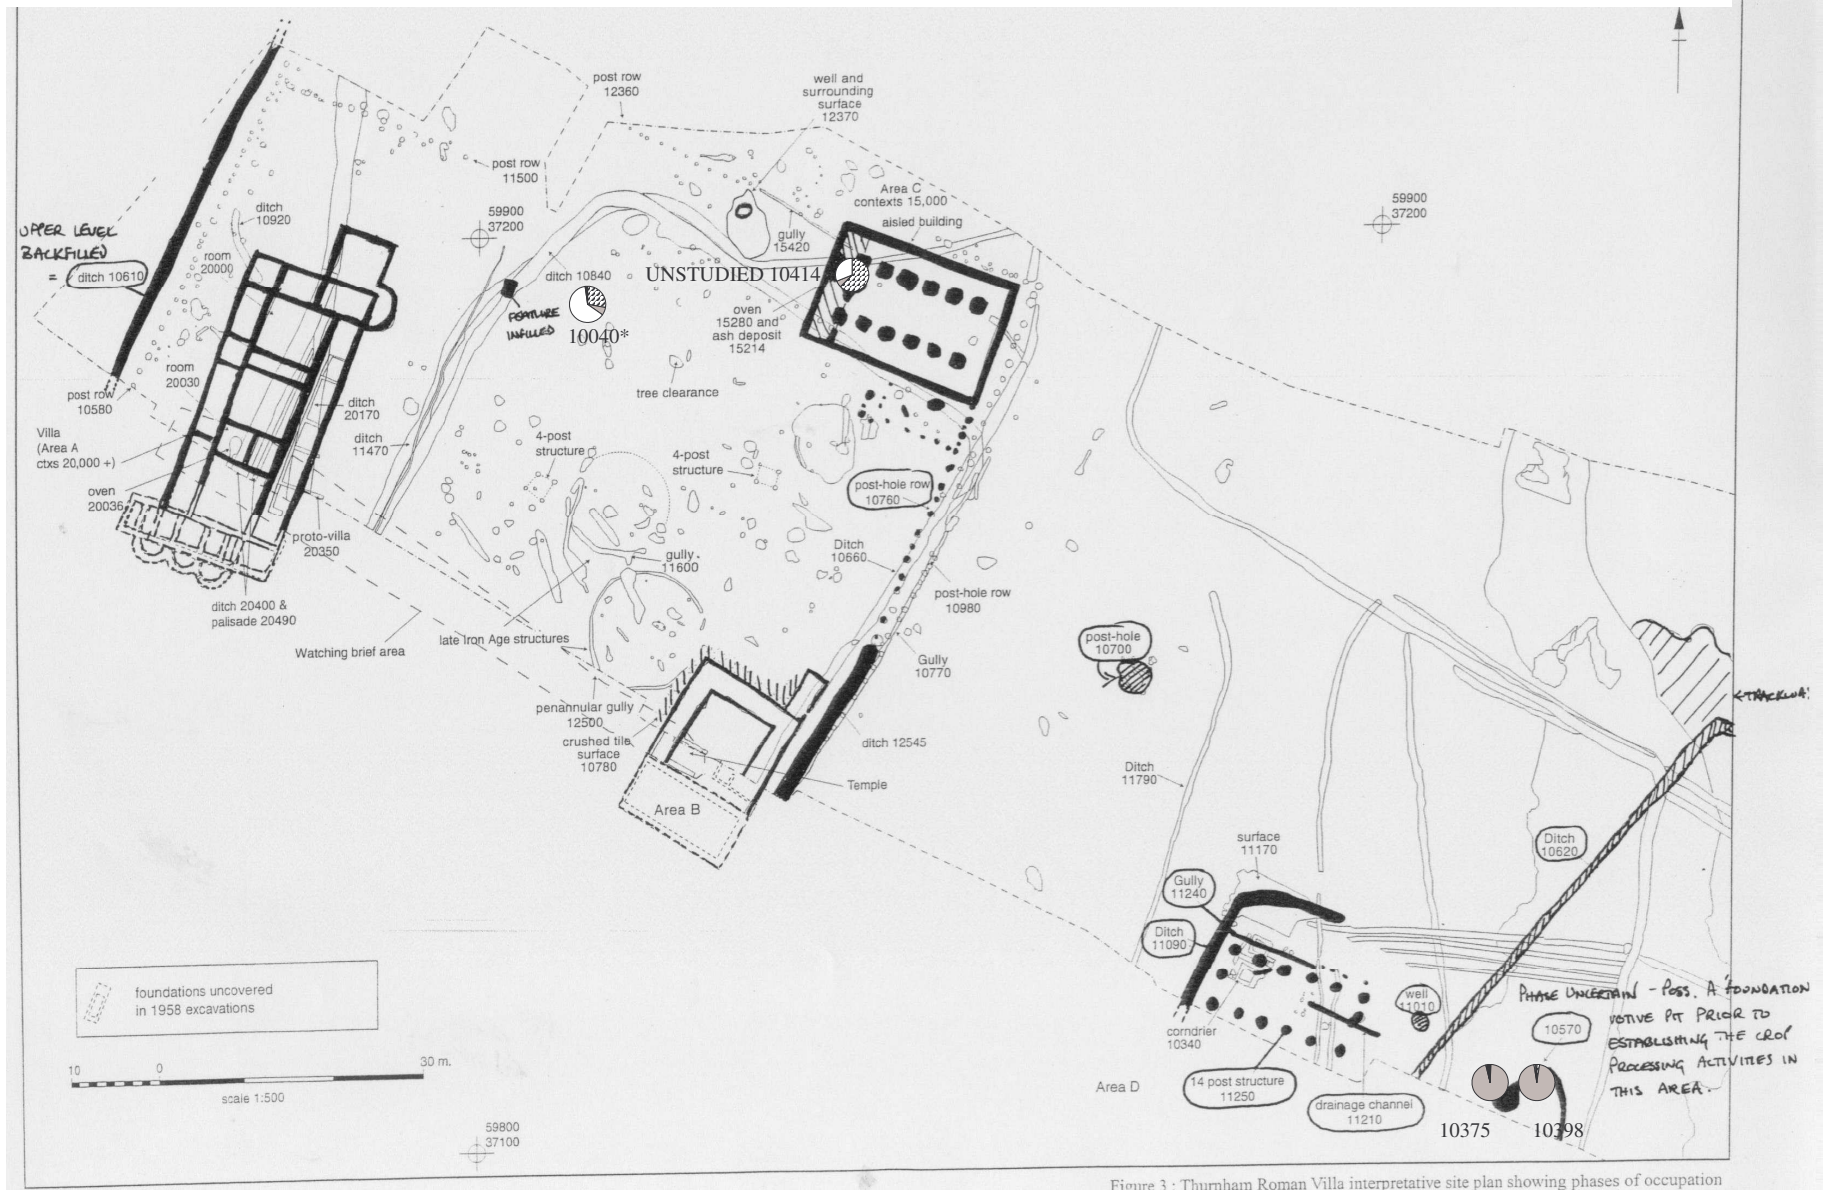 post row
12360
well and
surrounding
surface
12370
post row
11500
Area C
contexts 15,000
aisled building
ditch
10920
59900
37200
59900
37200
UPPER LEVEL
BACKFILLED
= ditch 10610
room
20000
gully
15420
ditch 10840
UNSTUDIED 10414
FEATURE
INFILLED
10040*
oven
15280 and
ash deposit
15214
room
20030
tree clearance
post row
10580
ditch
20170
Villa
(Area A
ctxs 20,000 +)
ditch
11470
4-post
structure
4-post
structure
post-hole row
10760
oven
20036
proto-villa
20350
Ditch
10660
gully
11600
post-hole row
10980
ditch 20400 &
palisade 20490
late Iron Age structures
Watching brief area
post-hole
10700
Gully
10770
penannular gully
12500
crushed tile
surface
10780
ditch 12545
Temple
Area B
Ditch
11790
surface
11170
Ditch
10620
Gully
11240
Ditch
11090
foundations uncovered
in 1958 excavations
well
11010
PHASE UNCERTAIN - POSS. A FOUNDATION
VOTIVE PIT PRIOR TO
ESTABLISHING THE CROP
PROCESSING ACTIVITIES IN
THIS AREA.
10570
corndrier
10340
10 0 30 m.
scale 1:500
Area D
14 post structure
11250
drainage channel
11210
10375 10398
59800
37100
Figure 3 : Thurnham Roman Villa interpretative site plan showing phases of occupation